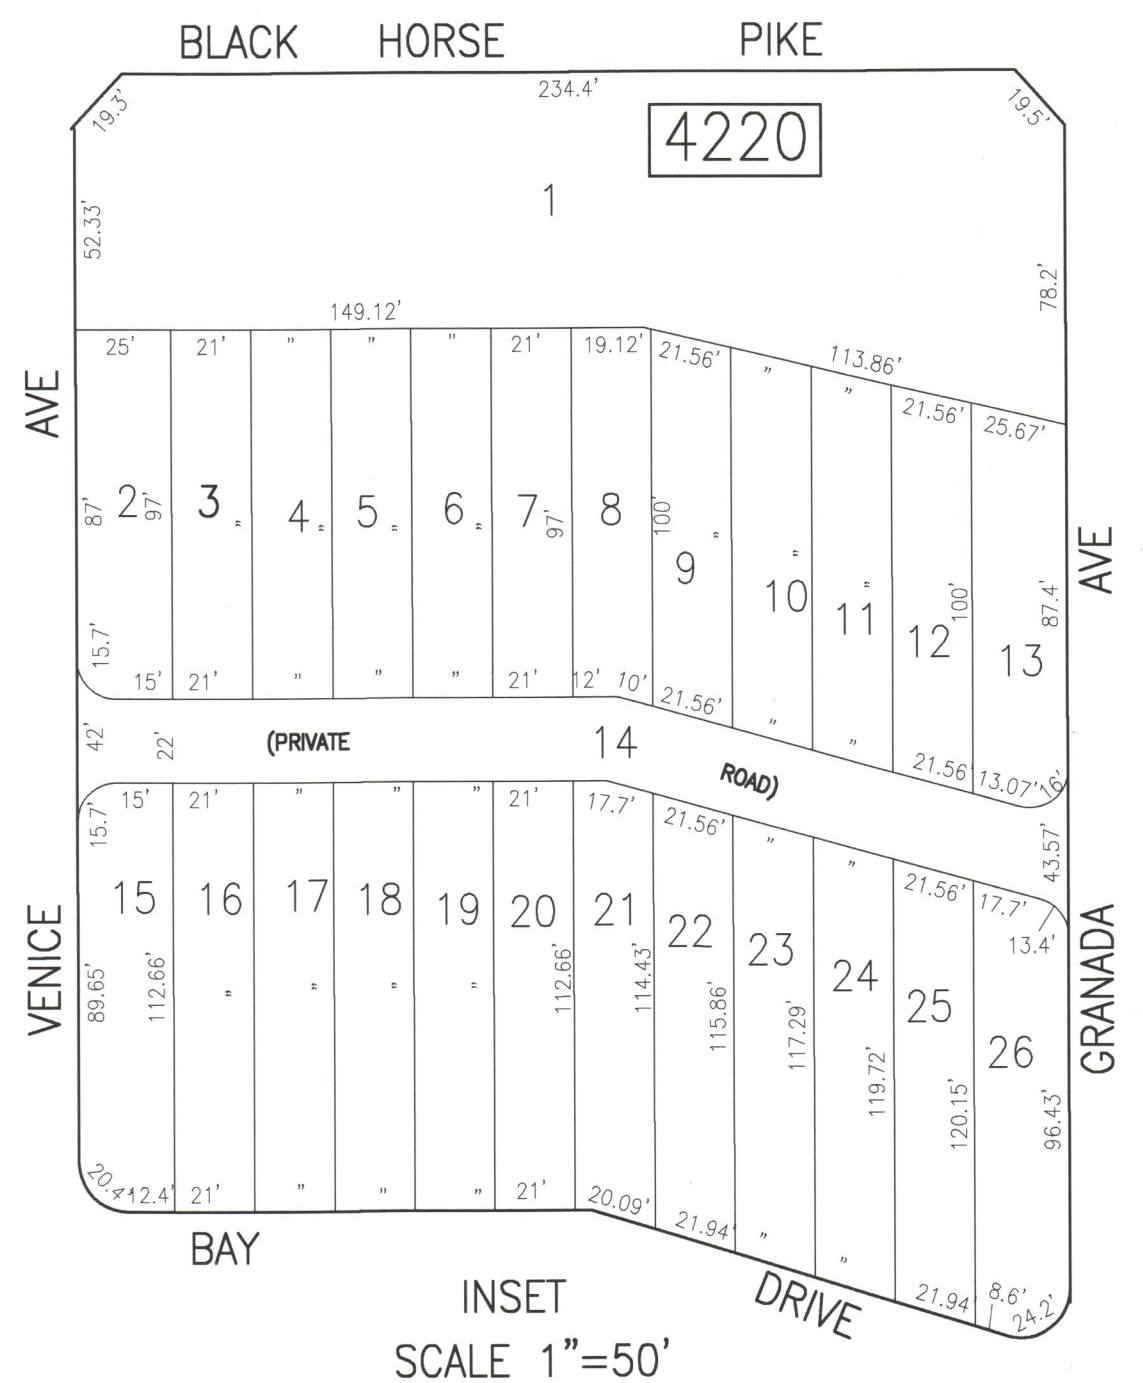 BLACK HORSE PIKE
19.3' 234.4' 19.5'
4220
1
52.33' 78.2'
149.12'
25' 21' " " " 21' 19.12' 21.56' " 113.86'
" 21.56' 25.67'
AVE
87' 2 97' 3 " 4 " 5 " 6 " 7 97' 8 100' 9 " 10 " 11 " 12 100' 13 87.4'
AVE
15.7'
15' 21' " " " 21' 12' 10' 21.56' " " 21.56' 13.07' 16'
42' 22' (PRIVATE 14 ROAD)
15.7' 15' 21' " " " 21' 17.7' 21.56' " " 21.56' 17.7' 43.57'
13.4'
15 16 17 18 19 20 21 22 23 24 25 26
VENICE
89.65' 112.66' " " " " 112.66' 114.43' 115.86' 117.29' 119.72' 120.15' 96.43'
GRANADA
20.4' 12.4' 21' " " " 21' 20.09' 21.94' " " 21.94' 8.6' 24.2'
BAY DRIVE
INSET
SCALE 1"=50'